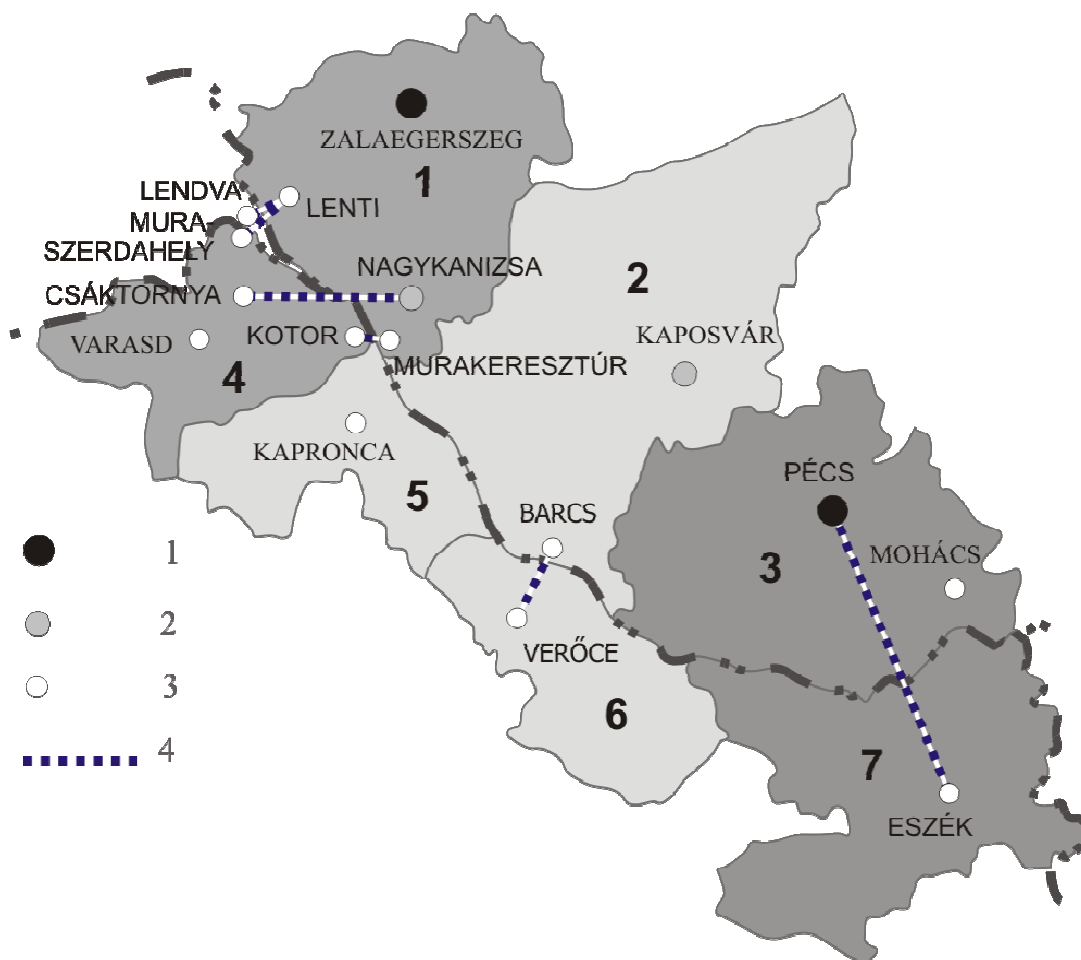 ZALAEGERSZEG
1
LENDVA
LENTI
MURA-
SZERDAHELY
NAGYKANIZSA
2
CSÁKTORNYA
VARASD
KOTOR
KAPOSVÁR
MURAKERESZTÚR
4
KAPRONCA
PÉCS
5
BARCS
1
MOHÁCS
3
2
VERŐCE
3
6
4
7
ESZÉK